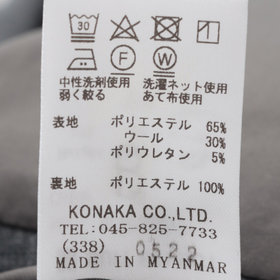 30
F W
中性洗剤使用 洗濯ネット使用
弱く絞る あて布使用
表地 ポリエステル 65%
ウール 30%
ポリウレタン 5%
裏地 ポリエステル 100%
KONAKA CO.,LTD.
TEL: 045-825-7733
(338) 0522
MADE IN MYANMAR